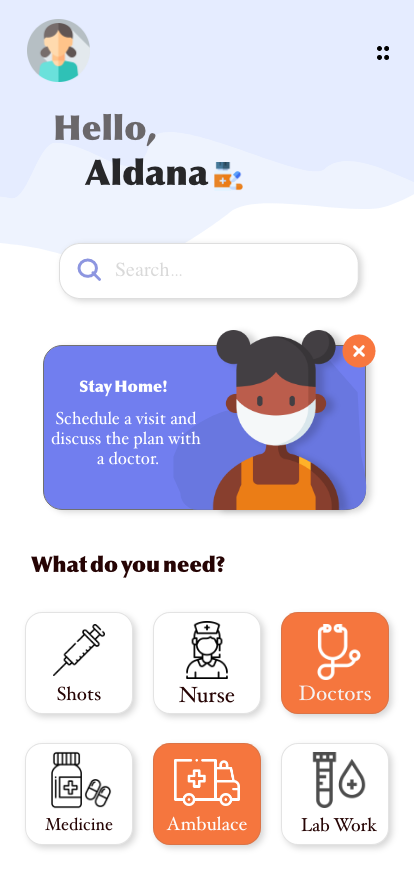 Hello,
Aldana
Search...
Stay Home!
Schedule a visit and
discuss the plan with
a doctor.
What do you need?
Shots
Nurse
Doctors
Medicine
Ambulace
Lab Work